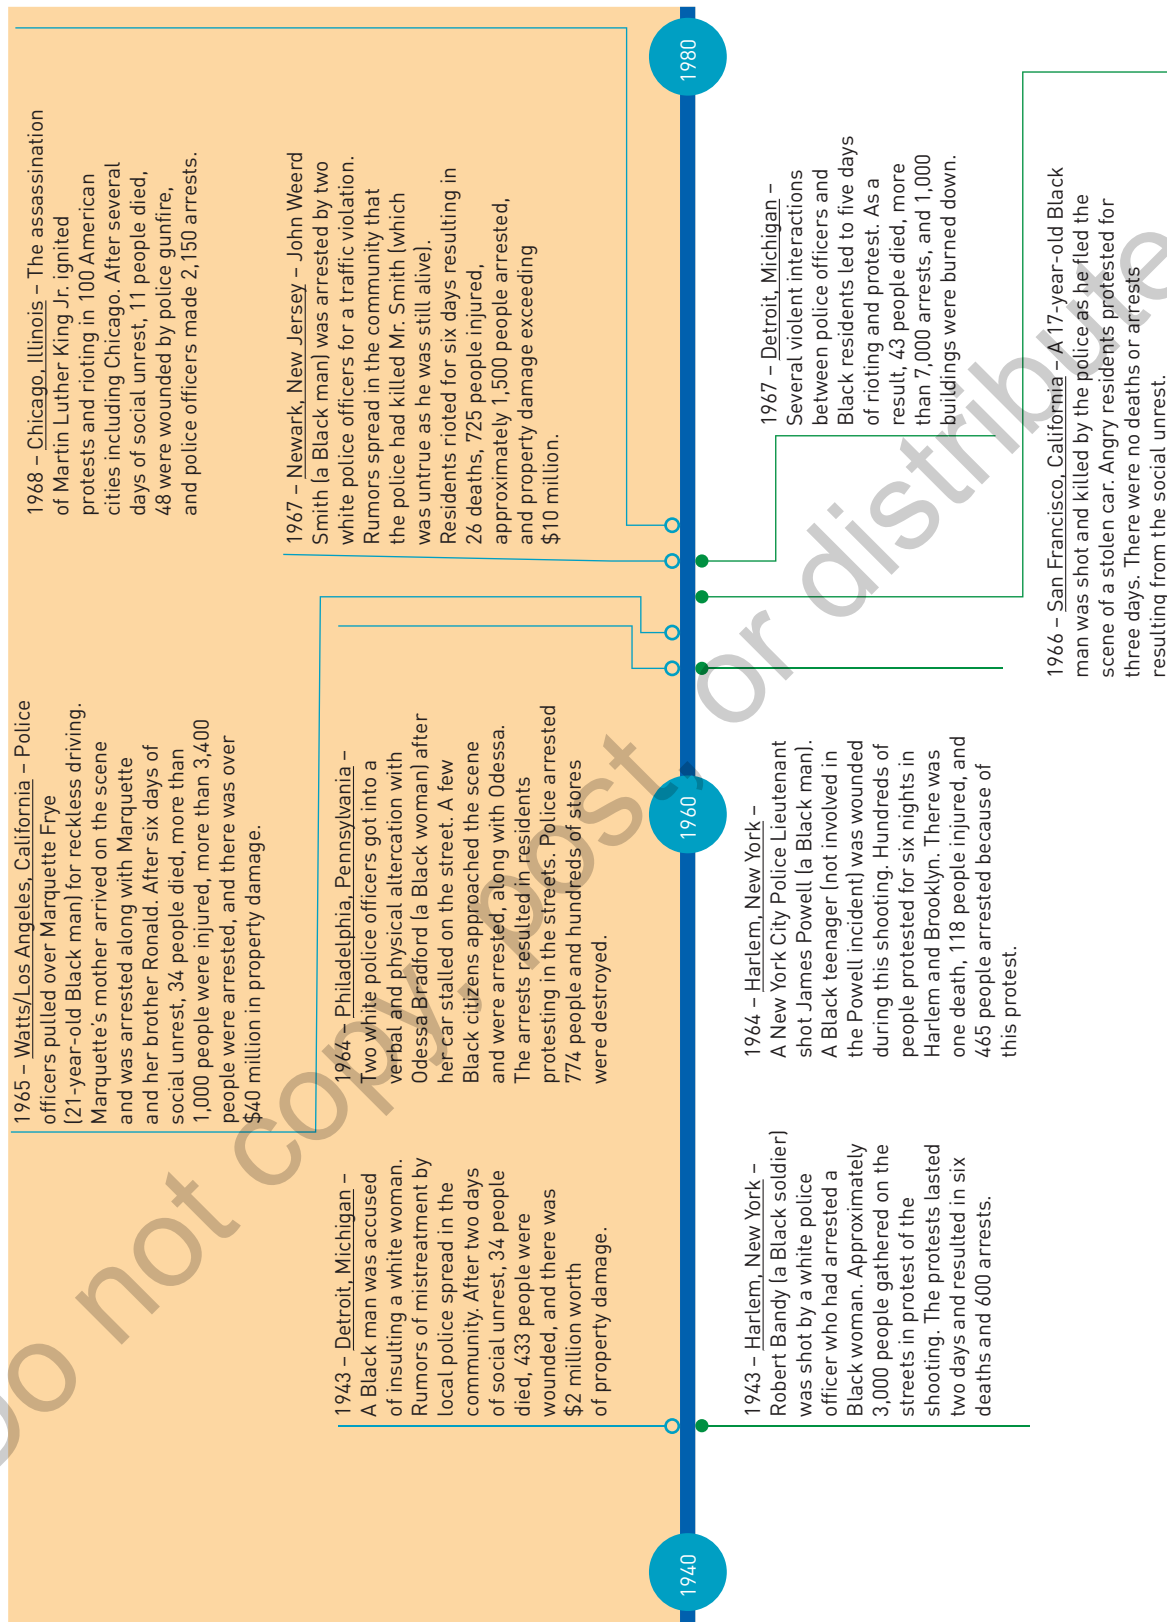 1965 – Watts/Los Angeles, California – Police
officers pulled over Marquette Frye
(21-year-old Black man) for reckless driving.
Marquette’s mother arrived on the scene
and was arrested along with Marquette
and her brother Ronald. After six days of
social unrest, 34 people died, more than
1,000 people were injured, more than 3,400
people were arrested, and there was over
$40 million in property damage.
1968 – Chicago, Illinois – The assassination
of Martin Luther King Jr. ignited
protests and rioting in 100 American
cities including Chicago. After several
days of social unrest, 11 people died,
48 were wounded by police gunfire,
and police officers made 2,150 arrests.
1943 – Detroit, Michigan –
A Black man was accused
of insulting a white woman.
Rumors of mistreatment by
local police spread in the
community. After two days
of social unrest, 34 people
died, 433 people were
wounded, and there was
$2 million worth
of property damage.
1964 – Philadelphia, Pennsylvania –
Two white police officers got into a
verbal and physical altercation with
Odessa Bradford (a Black woman) after
her car stalled on the street. A few
Black citizens approached the scene
and were arrested, along with Odessa.
The arrests resulted in residents
protesting in the streets. Police arrested
774 people and hundreds of stores
were destroyed.
1967 – Newark, New Jersey – John Weerd
Smith (a Black man) was arrested by two
white police officers for a traffic violation.
Rumors spread in the community that
the police had killed Mr. Smith (which
was untrue as he was still alive).
Residents rioted for six days resulting in
26 deaths, 725 people injured,
approximately 1,500 people arrested,
and property damage exceeding
$10 million.
1940
1960
1980
1943 – Harlem, New York –
Robert Bandy (a Black soldier)
was shot by a white police
officer who had arrested a
Black woman. Approximately
3,000 people gathered on the
streets in protest of the
shooting. The protests lasted
two days and resulted in six
deaths and 600 arrests.
1964 – Harlem, New York –
A New York City Police Lieutenant
shot James Powell (a Black man).
A Black teenager (not involved in
the Powell incident) was wounded
during this shooting. Hundreds of
people protested for six nights in
Harlem and Brooklyn. There was
one death, 118 people injured, and
465 people arrested because of
this protest.
1967 – Detroit, Michigan –
Several violent interactions
between police officers and
Black residents led to five days
of rioting and protest. As a
result, 43 people died, more
than 7,000 arrests, and 1,000
buildings were burned down.
1966 – San Francisco, California – A 17-year-old Black
man was shot and killed by the police as he fled the
scene of a stolen car. Angry residents protested for
three days. There were no deaths or arrests
resulting from the social unrest.
Do not copy, post, or distribute